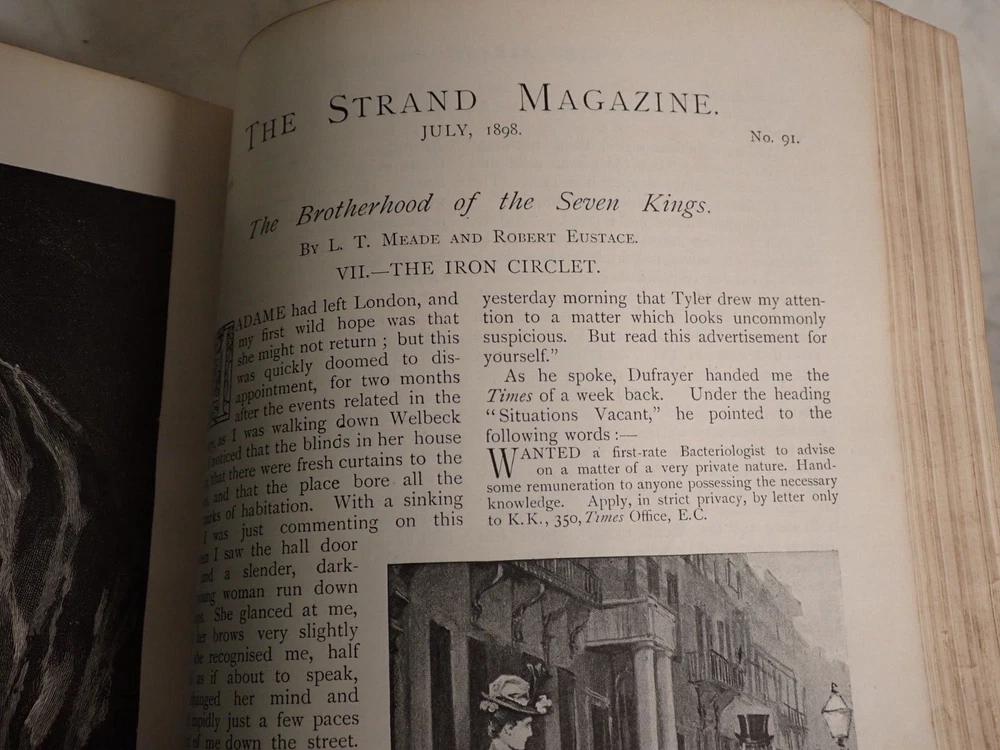 THE STRAND MAGAZINE.
JULY, 1898.
No. 91.
The Brotherhood of the Seven Kings.
BY L. T. MEADE AND ROBERT EUSTACE.
VII.—THE IRON CIRCLET.
MADAME had left London, and
my first wild hope was that
she might not return ; but this
was quickly doomed to dis-
appointment, for two months
after the events related in the
as I was walking down Welbeck
noticed that the blinds in her house
that there were fresh curtains to the
and that the place bore all the
of habitation. With a sinking
I was just commenting on this
I saw the hall door
and a slender, dark-
young woman run down
She glanced at me,
her brows very slightly
recognised me, half
as if about to speak,
her mind and
rapidly just a few paces
of me down the street.
yesterday morning that Tyler drew my atten-
tion to a matter which looks uncommonly
suspicious. But read this advertisement for
yourself.”
As he spoke, Dufrayer handed me the
Times of a week back. Under the heading
“Situations Vacant,” he pointed to the
following words :—
WANTED a first-rate Bacteriologist to advise
on a matter of a very private nature. Hand-
some remuneration to anyone possessing the necessary
knowledge. Apply, in strict privacy, by letter only
to K.K., 350, Times Office, E.C.